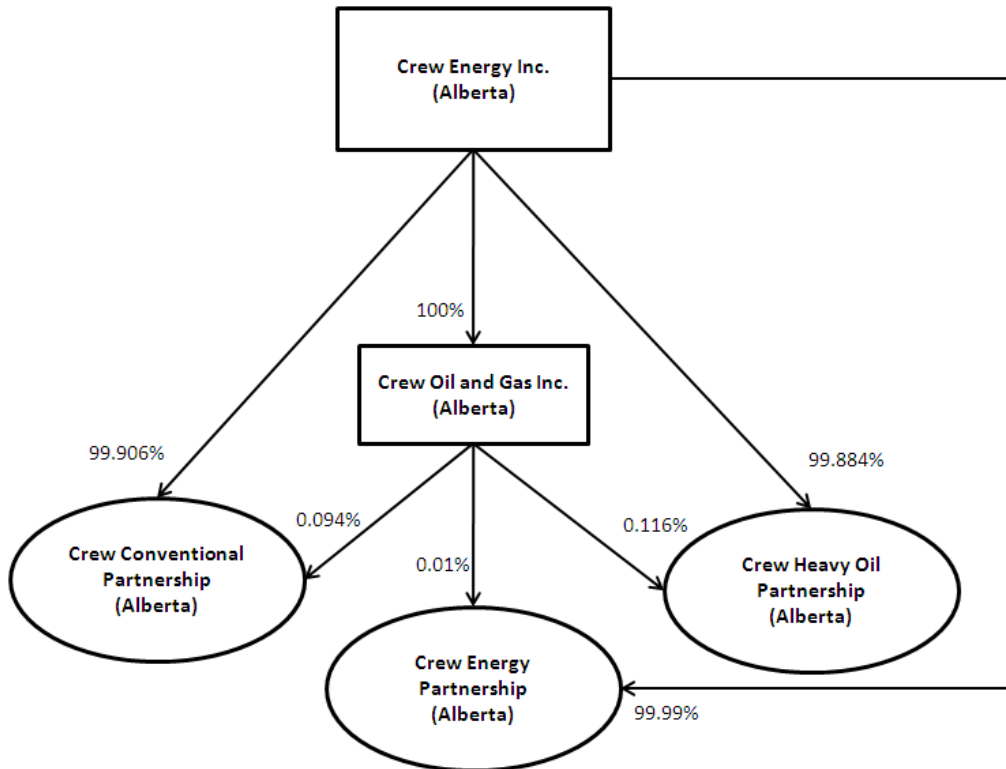 Crew Energy Inc.
(Alberta)
100%
Crew Oil and Gas Inc.
(Alberta)
99.906%
99.884%
0.094%
0.116%
0.01%
Crew Conventional
Partnership
(Alberta)
Crew Heavy Oil
Partnership
(Alberta)
Crew Energy
Partnership
(Alberta)
99.99%